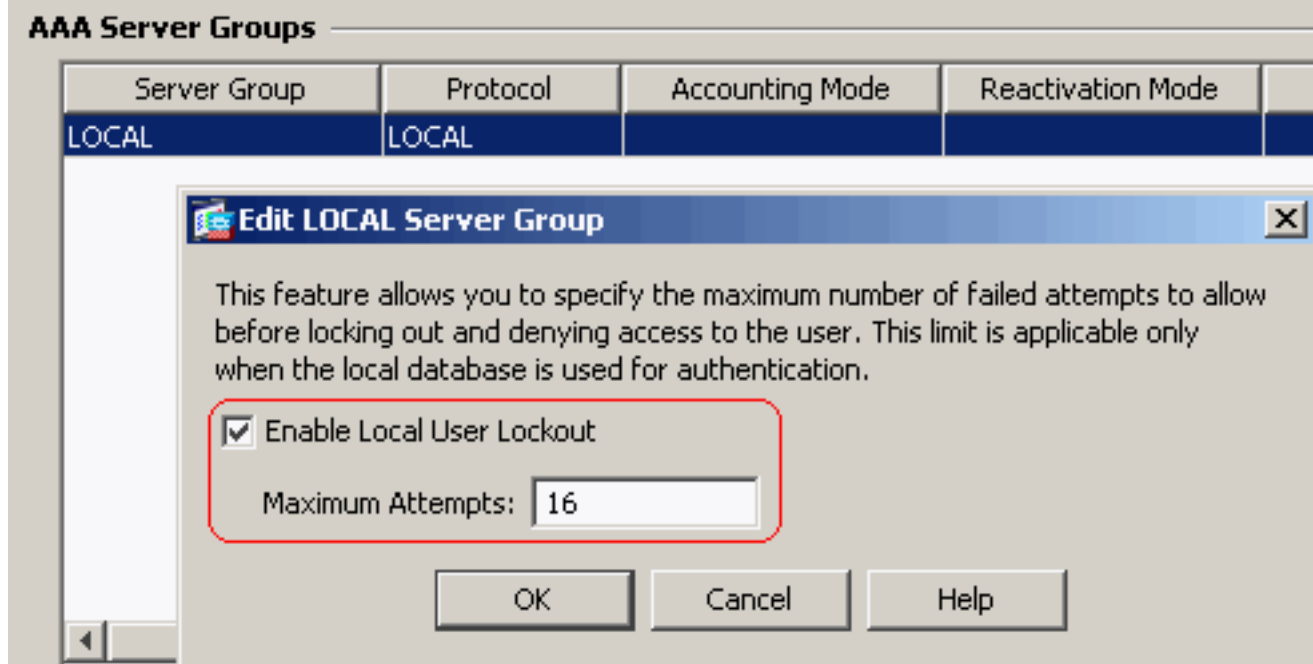 AAA Server Groups
Server Group Protocol Accounting Mode Reactivation Mode
LOCAL LOCAL
Edit LOCAL Server Group
This feature allows you to specify the maximum number of failed attempts to allow
before locking out and denying access to the user. This limit is applicable only
when the local database is used for authentication.
Enable Local User Lockout
Maximum Attempts: 16
OK Cancel Help